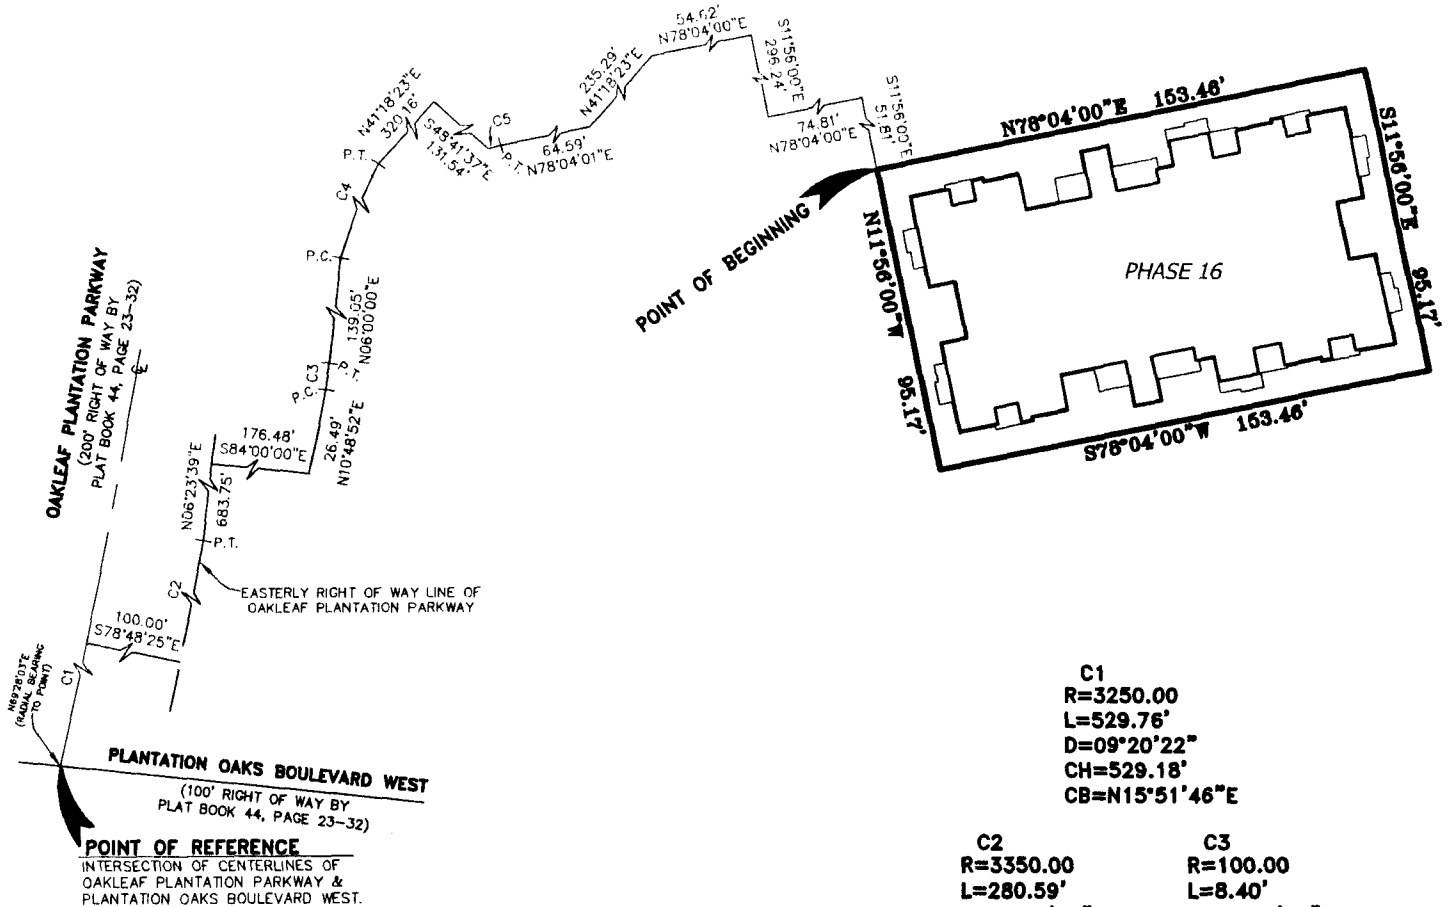 54.62'
N78°04'00"E
S11°56'00"E
296.24'
74.81'
N78°04'00"E
S11°56'00"E
51.81'
235.29'
N41°18'23"E
C5
64.59'
N78°04'01"E
P.T.
S48°41'37"E
131.54'
N41°18'23"E
320.16'
P.T.
C4
P.C.
139.05'
N06°00'00"E
P.T.
C3
P.C.
26.49'
N10°48'52"E
176.48'
S84°00'00"E
N06°23'39"E
683.75'
P.T.
C2
EASTERLY RIGHT OF WAY LINE OF
OAKLEAF PLANTATION PARKWAY
100.00'
S78°48'25"E
C1
N69°28'03"E
(RADIAL BEARING
TO POINT)
OAKLEAF PLANTATION PARKWAY
(200' RIGHT OF WAY BY
PLAT BOOK 44, PAGE 23-32)
℄
PLANTATION OAKS BOULEVARD WEST
(100' RIGHT OF WAY BY
PLAT BOOK 44, PAGE 23-32)
POINT OF REFERENCE
INTERSECTION OF CENTERLINES OF
OAKLEAF PLANTATION PARKWAY &
PLANTATION OAKS BOULEVARD WEST.
POINT OF BEGINNING
N78°04'00"E 153.46'
S11°56'00"E
95.17'
N11°56'00"W
95.17'
S78°04'00"W 153.46'
PHASE 16
C1
R=3250.00
L=529.76'
D=09°20'22"
CH=529.18'
CB=N15°51'46"E
C2
R=3350.00
L=280.59'
C3
R=100.00
L=8.40'